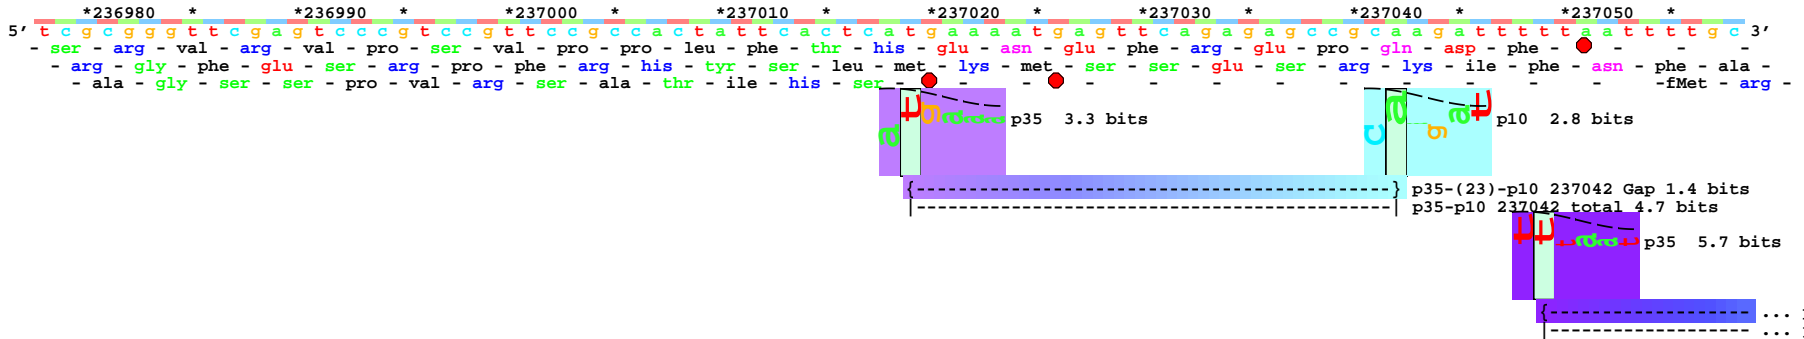 *236980 * *236990 * *237000 * *237010 * *237020 * *237030 * *237040 * *237050 *
5' t c g c g g g t t c g a g t c c c g t c c g t t c c g c c a c t a t t c a c t c a t g a a a a t g a g t t c a g a g a g c c g c a a g a t t t t t a a t t t t g c 3'
- ser - arg - val - arg - val - pro - ser - val - pro - pro - leu - phe - thr - his - glu - asn - glu - phe - arg - glu - pro - gln - asp - phe - - - -
- arg - gly - phe - glu - ser - arg - pro - phe - arg - his - tyr - ser - leu - met - lys - met - ser - ser - glu - ser - arg - lys - ile - phe - asn - phe - ala -
- ala - gly - ser - ser - pro - val - arg - ser - ala - thr - ile - his - ser - - - - - - - - - - - - -fMet - arg -
a t g a a a a p35 3.3 bits
c a g a t p10 2.8 bits
{----------------------------------------------} p35-(23)-p10 237042 Gap 1.4 bits
|----------------------------------------------| p35-p10 237042 total 4.7 bits
t t t a a t p35 5.7 bits
{------------------- ...
|------------------- ...